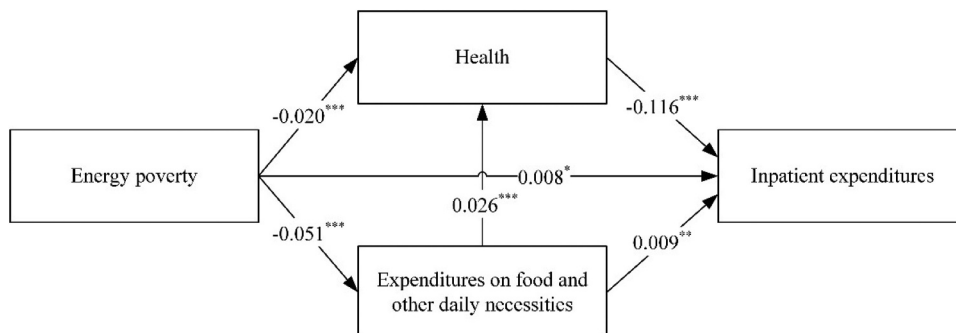 Health
-0.020***
-0.116***
Energy poverty
0.008*
Inpatient expenditures
0.026***
-0.051***
0.009**
Expenditures on food and
other daily necessities